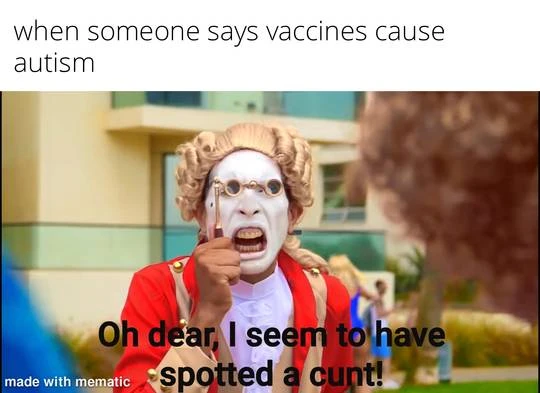 when someone says vaccines cause
autism
Oh dear, I seem to have
spotted a cunt!
made with mematic